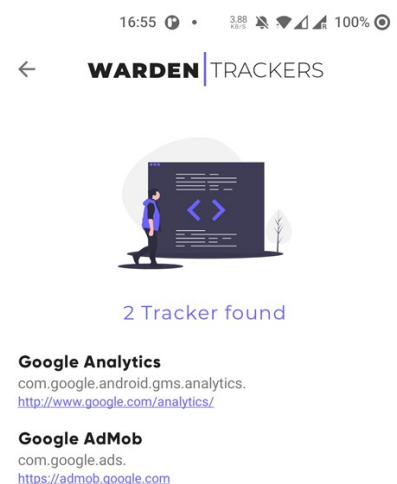 16:55
3.88
KB/S
R
100%
WARDEN TRACKERS
2 Tracker found
Google Analytics
com.google.android.gms.analytics.
http://www.google.com/analytics/
Google AdMob
com.google.ads.
https://admob.google.com